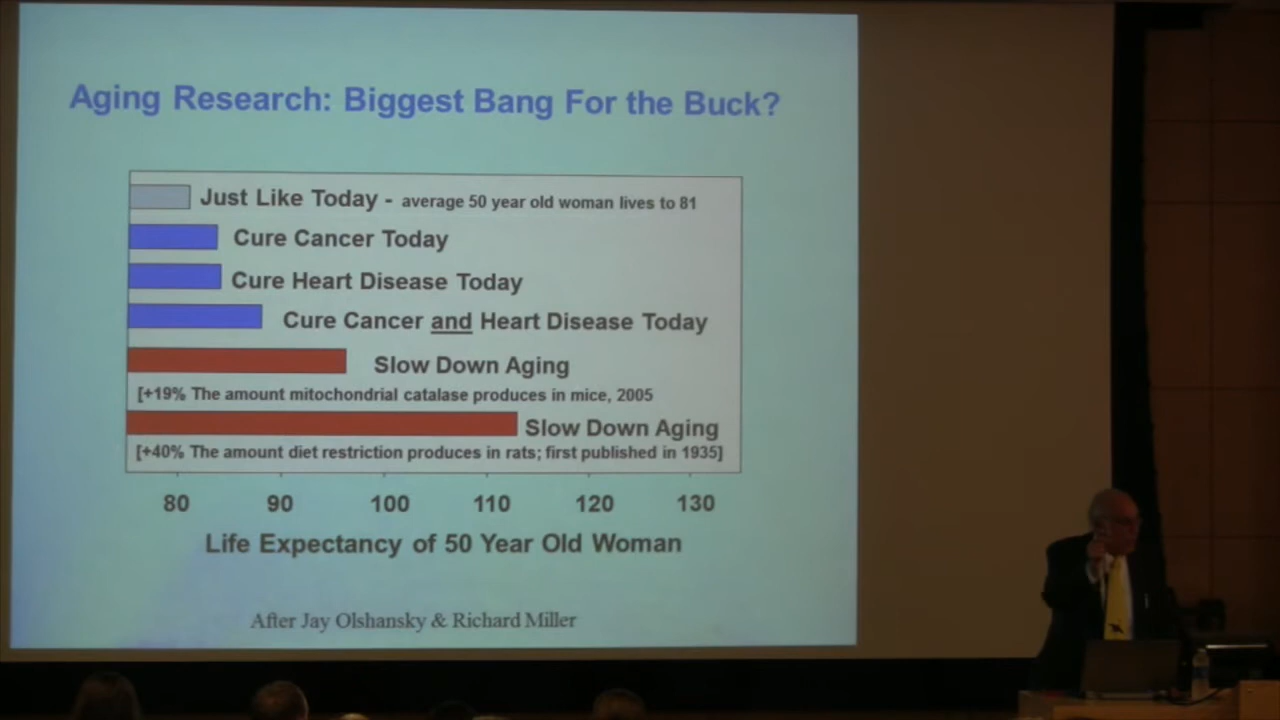 Aging Research: Biggest Bang For the Buck?
Just Like Today - average 50 year old woman lives to 81
Cure Cancer Today
Cure Heart Disease Today
Cure Cancer and Heart Disease Today
Slow Down Aging
[+19% The amount mitochondrial catalase produces in mice, 2005
Slow Down Aging
[+40% The amount diet restriction produces in rats; first published in 1935]
80 90 100 110 120 130
Life Expectancy of 50 Year Old Woman
After Jay Olshansky & Richard Miller